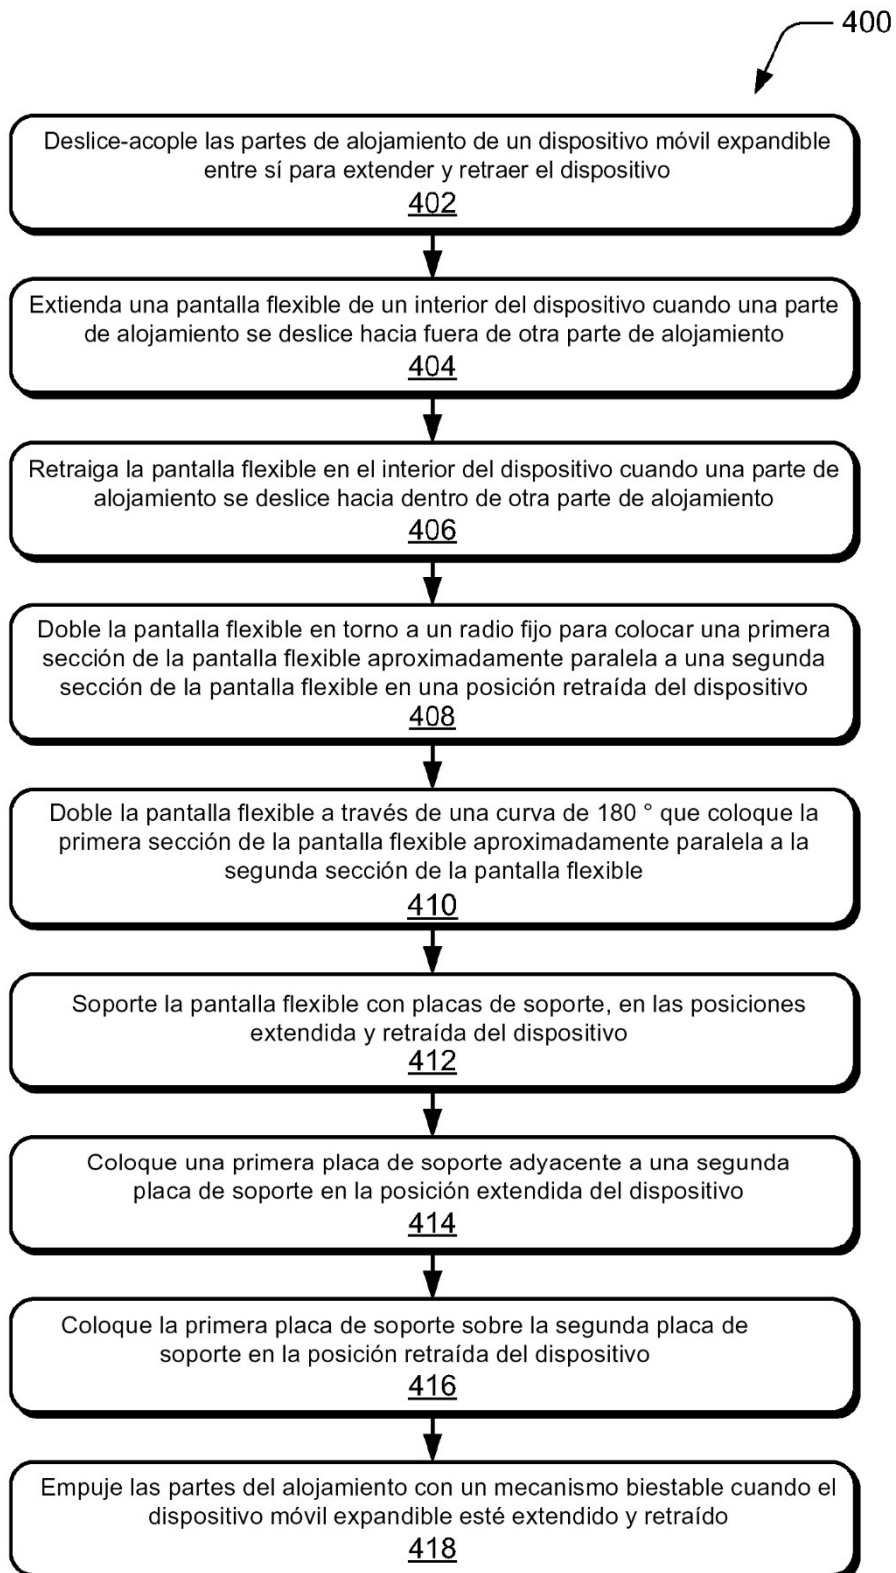 400
Deslice-acople las partes de alojamiento de un dispositivo móvil expandible
entre sí para extender y retraer el dispositivo
402
Extienda una pantalla flexible de un interior del dispositivo cuando una parte
de alojamiento se deslice hacia fuera de otra parte de alojamiento
404
Retraiga la pantalla flexible en el interior del dispositivo cuando una parte de
alojamiento se deslice hacia dentro de otra parte de alojamiento
406
Doble la pantalla flexible en torno a un radio fijo para colocar una primera
sección de la pantalla flexible aproximadamente paralela a una segunda
sección de la pantalla flexible en una posición retraída del dispositivo
408
Doble la pantalla flexible a través de una curva de 180 ° que coloque la
primera sección de la pantalla flexible aproximadamente paralela a la
segunda sección de la pantalla flexible
410
Soporte la pantalla flexible con placas de soporte, en las posiciones
extendida y retraída del dispositivo
412
Coloque una primera placa de soporte adyacente a una segunda
placa de soporte en la posición extendida del dispositivo
414
Coloque la primera placa de soporte sobre la segunda placa de
soporte en la posición retraída del dispositivo
416
Empuje las partes del alojamiento con un mecanismo biestable cuando el
dispositivo móvil expandible esté extendido y retraído
418